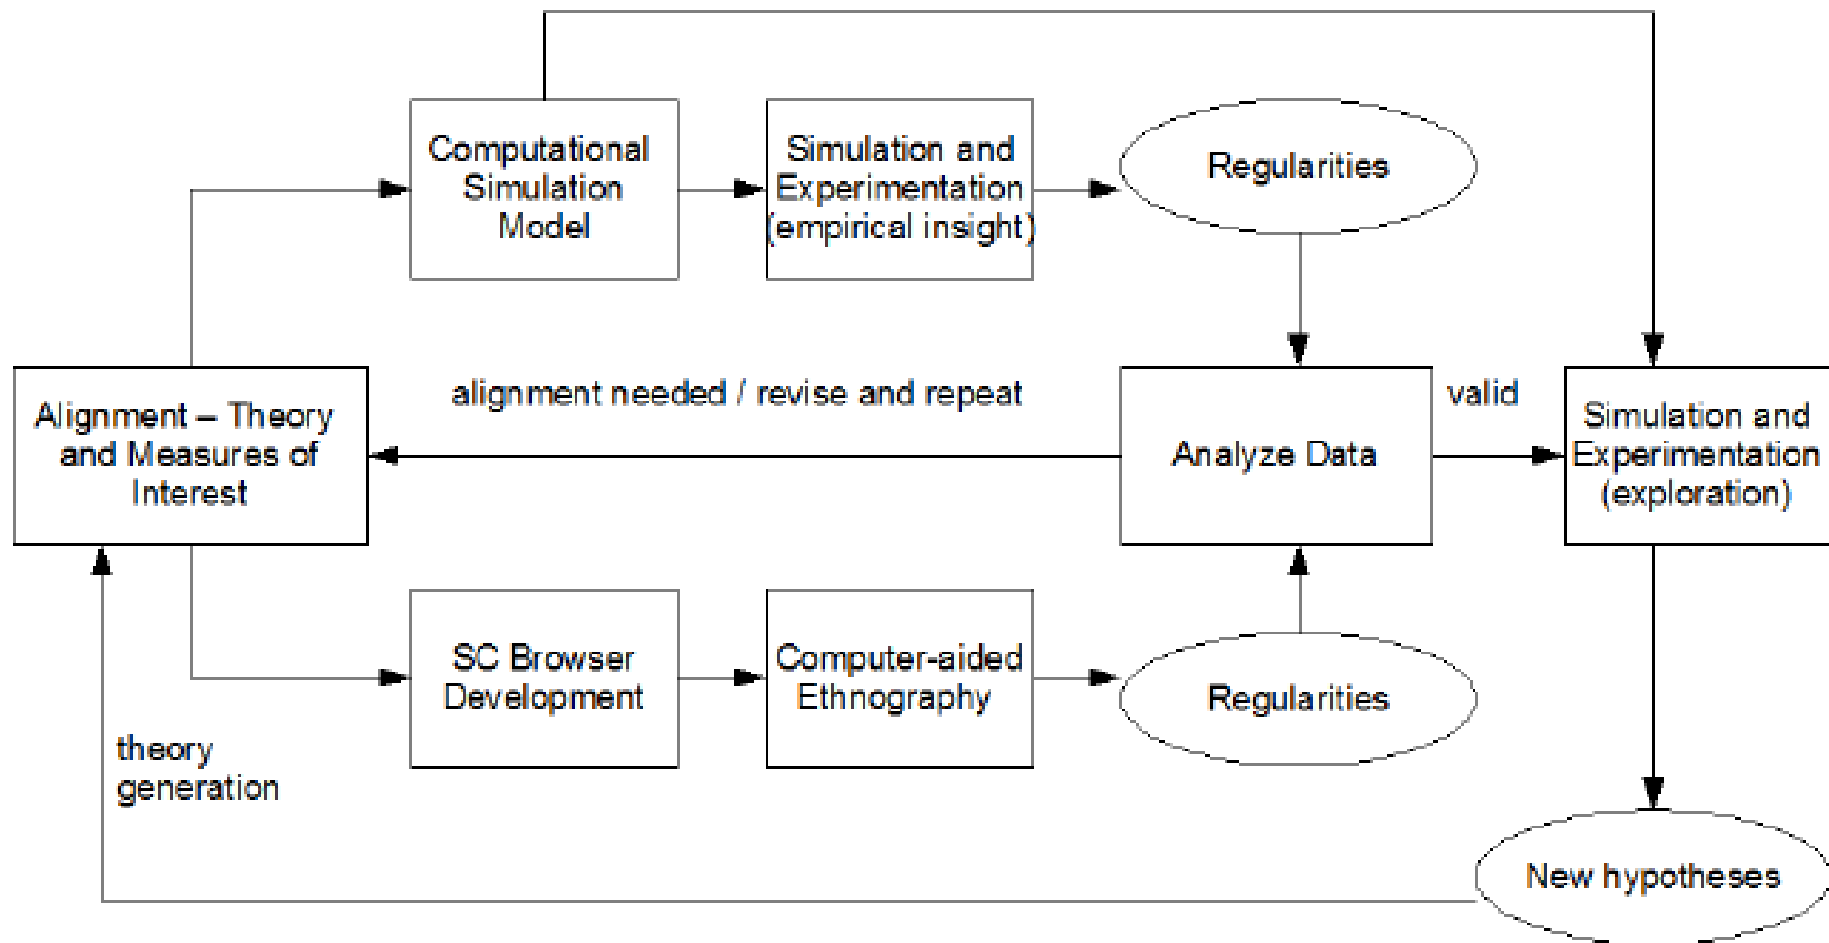 Computational
Simulation
Model
Simulation and
Experimentation
(empirical insight)
Regularities
Alignment – Theory
and Measures of
Interest
alignment needed / revise and repeat
Analyze Data
valid
Simulation and
Experimentation
(exploration)
SC Browser
Development
Computer-aided
Ethnography
Regularities
theory
generation
New hypotheses